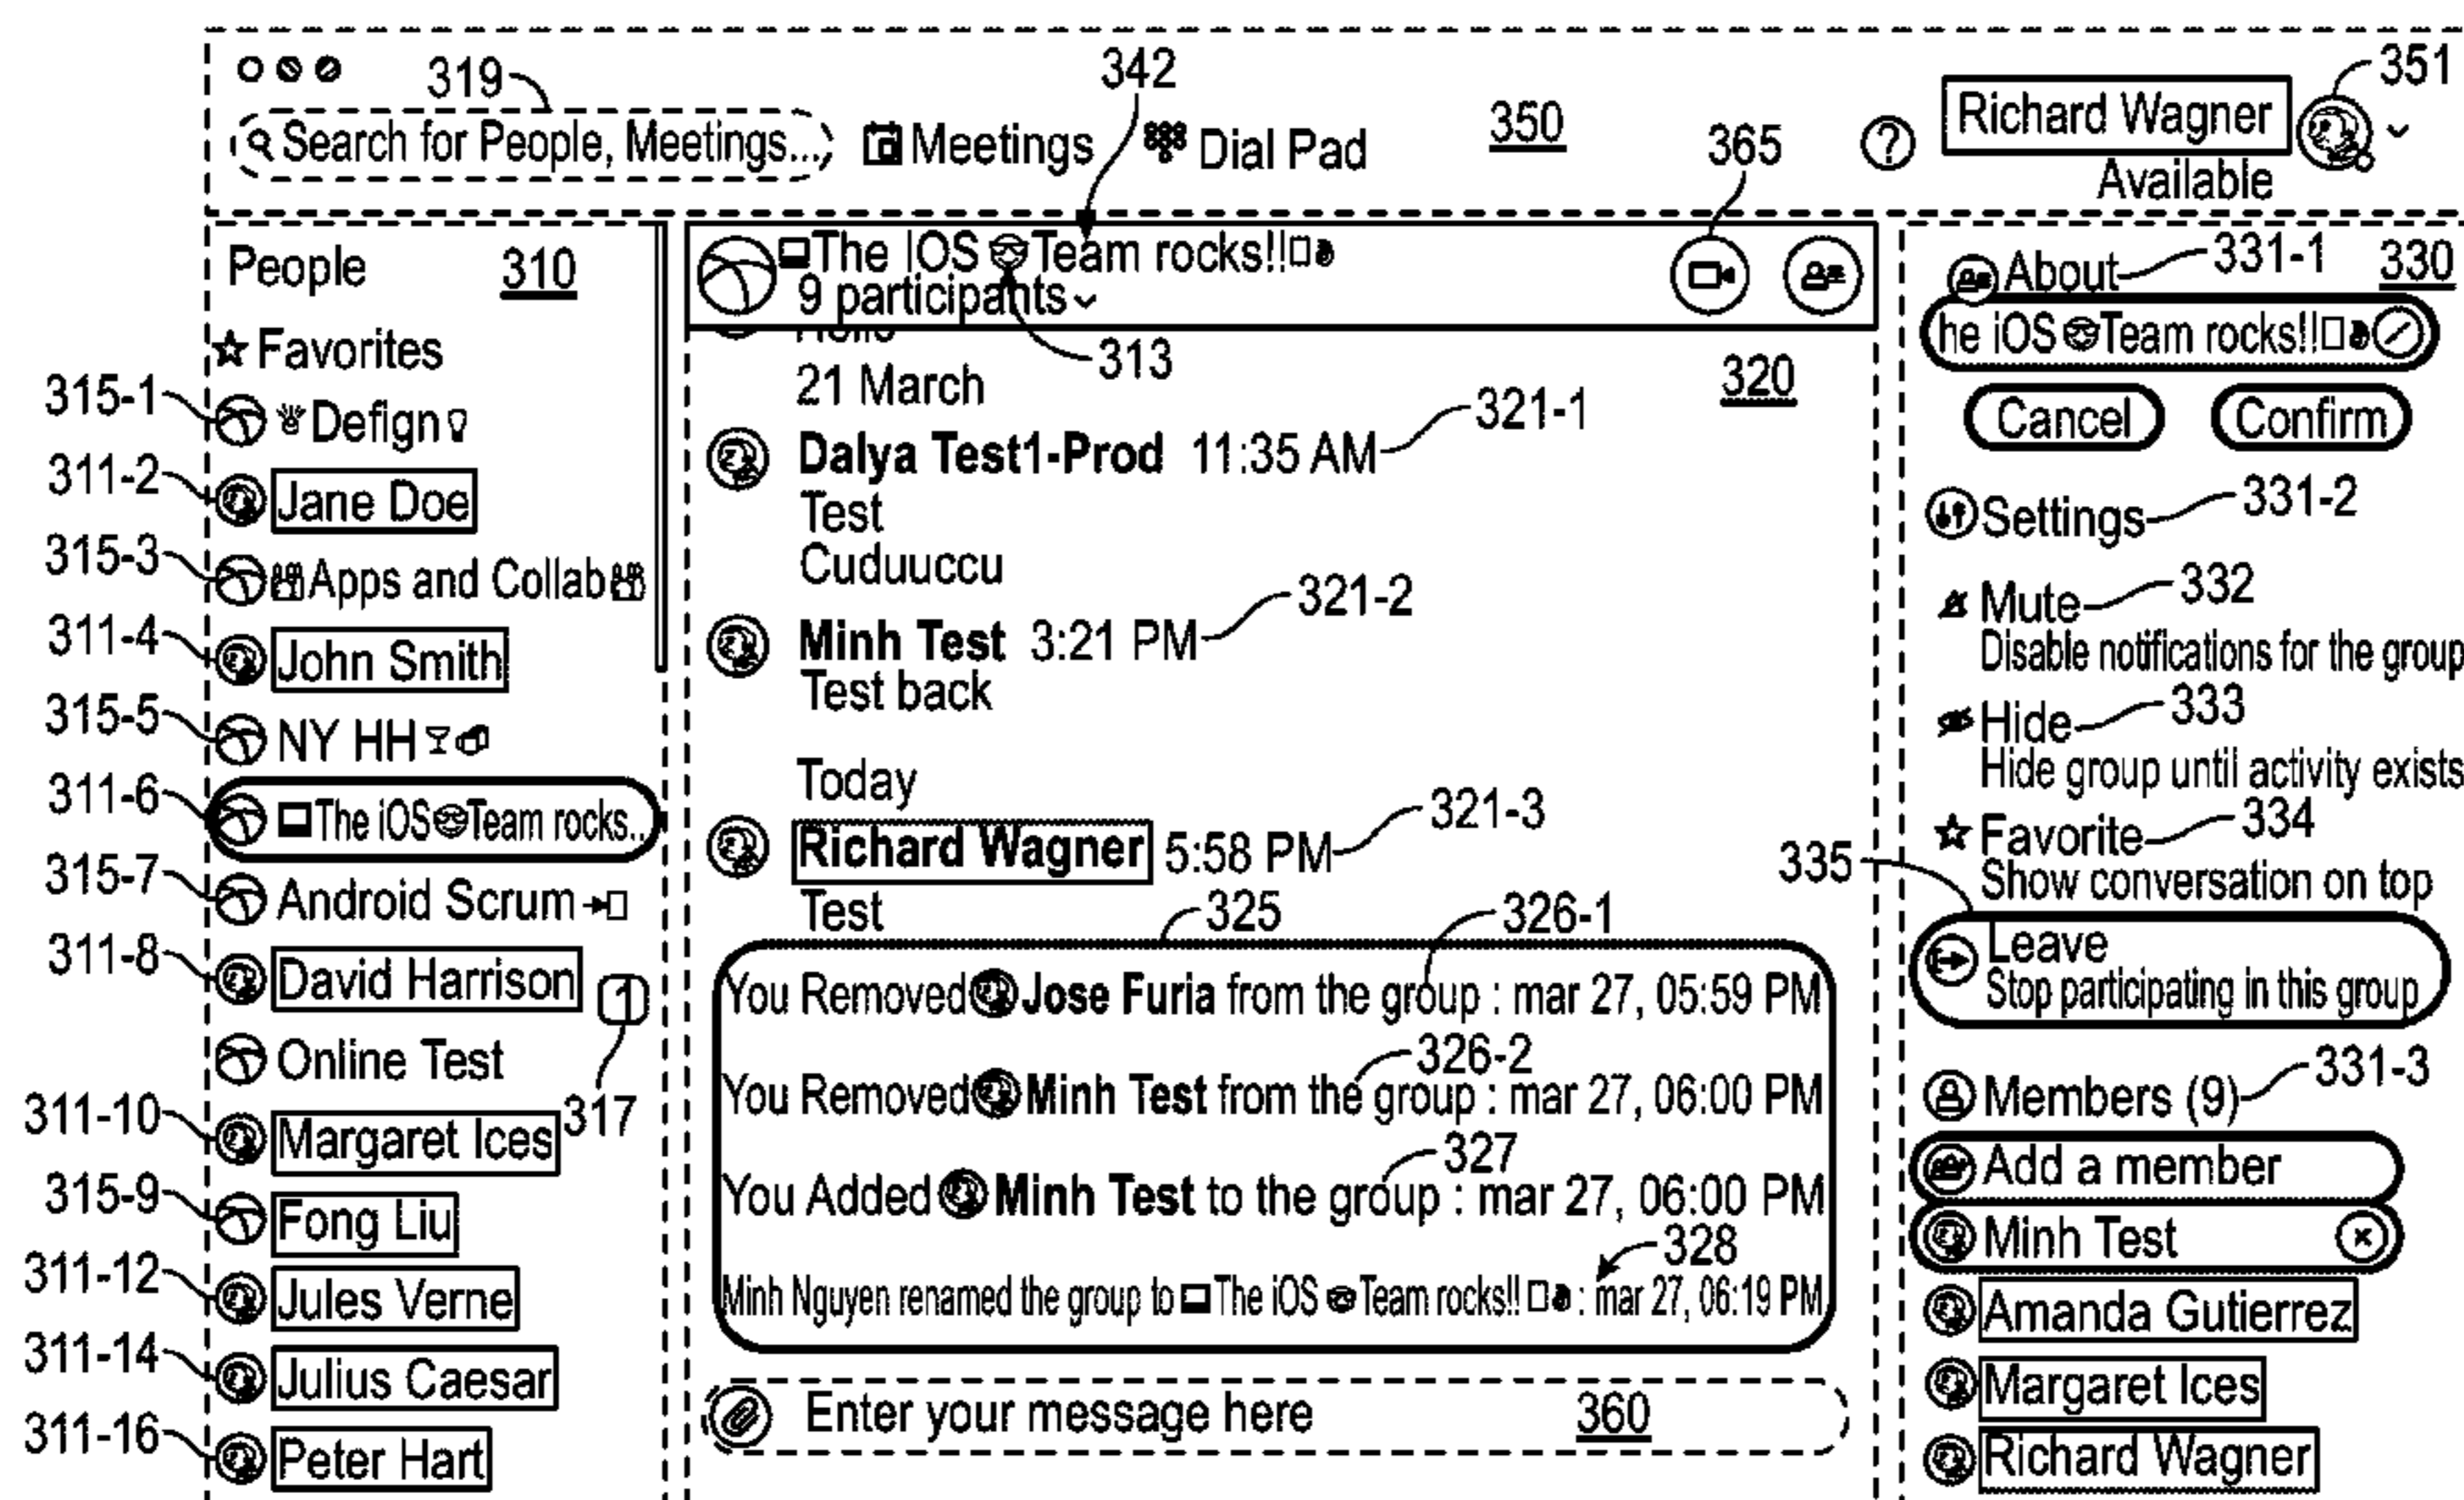 319
342
350
365
351
Search for People, Meetings...
Meetings
Dial Pad
?
Richard Wagner
Available
People 310
Favorites
315-1 Defign
311-2 Jane Doe
315-3 Apps and Collab
311-4 John Smith
315-5 NY HH
311-6 The iOS Team rocks..
315-7 Android Scrum
311-8 David Harrison 1
Online Test
317
311-10 Margaret Ices
315-9 Fong Liu
311-12 Jules Verne
311-14 Julius Caesar
311-16 Peter Hart
The IOS Team rocks!!
9 participants
313
320
21 March
Dalya Test1-Prod 11:35 AM 321-1
Test
Cuduuccu
Minh Test 3:21 PM 321-2
Test back
Today
Richard Wagner 5:58 PM 321-3
Test
325
326-1
You Removed Jose Furia from the group : mar 27, 05:59 PM
326-2
You Removed Minh Test from the group : mar 27, 06:00 PM
327
You Added Minh Test to the group : mar 27, 06:00 PM
328
Minh Nguyen renamed the group to The iOS Team rocks!! : mar 27, 06:19 PM
Enter your message here 360
About 331-1 330
he iOS Team rocks!!
Cancel Confirm
Settings 331-2
Mute 332
Disable notifications for the group
Hide 333
Hide group until activity exists
Favorite 334
Show conversation on top
335
Leave
Stop participating in this group
Members (9) 331-3
Add a member
Minh Test
Amanda Gutierrez
Margaret Ices
Richard Wagner